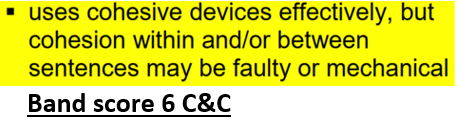 ▪ uses cohesive devices effectively, but
cohesion within and/or between
sentences may be faulty or mechanical
Band score 6 C&C